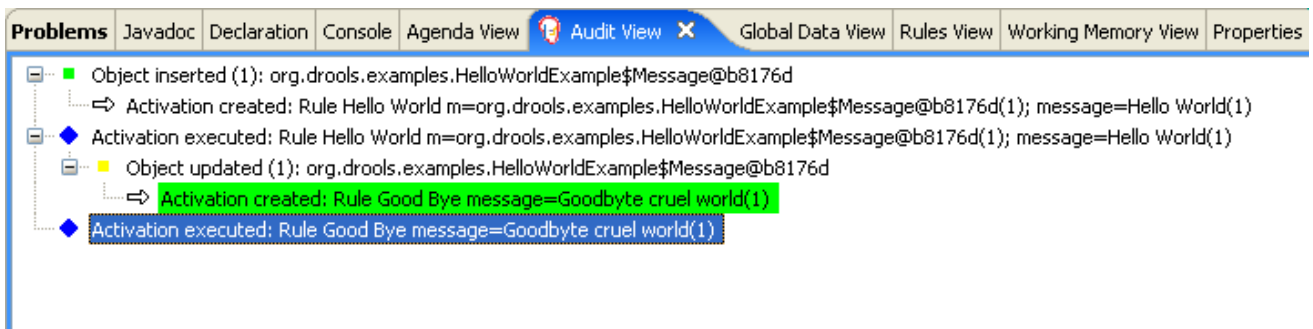 Problems Javadoc Declaration Console Agenda View Audit View Global Data View Rules View Working Memory View Properties
Object inserted (1): org.drools.examples.HelloWorldExample$Message@b8176d
Activation created: Rule Hello World m=org.drools.examples.HelloWorldExample$Message@b8176d(1); message=Hello World(1)
Activation executed: Rule Hello World m=org.drools.examples.HelloWorldExample$Message@b8176d(1); message=Hello World(1)
Object updated (1): org.drools.examples.HelloWorldExample$Message@b8176d
Activation created: Rule Good Bye message=Goodbyte cruel world(1)
Activation executed: Rule Good Bye message=Goodbyte cruel world(1)